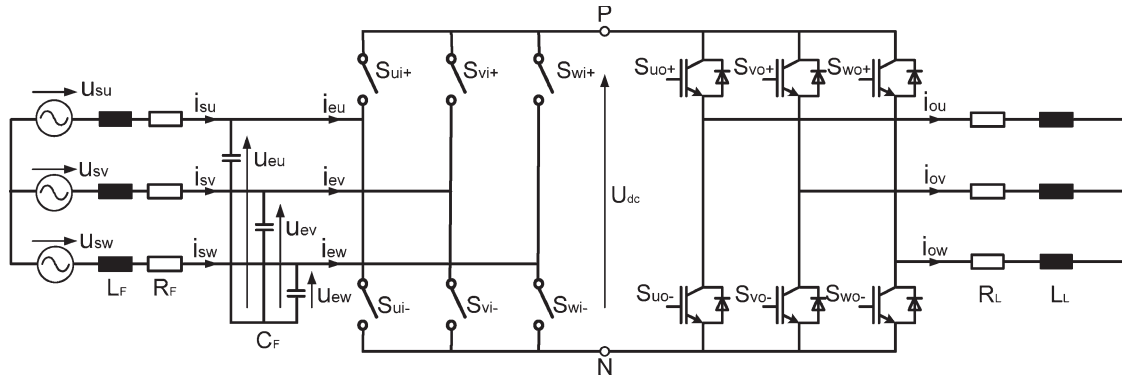 P
Sui+ Svi+ Swi+ Suo+ Svo+ Swo+
usu
isu ieu iou
ueu
usv
isv iev Udc iov
uev
usw
isw iew iow
LF RF uew RL LL
Sui- Svi- Swi- Suo- Svo- Swo-
CF
N